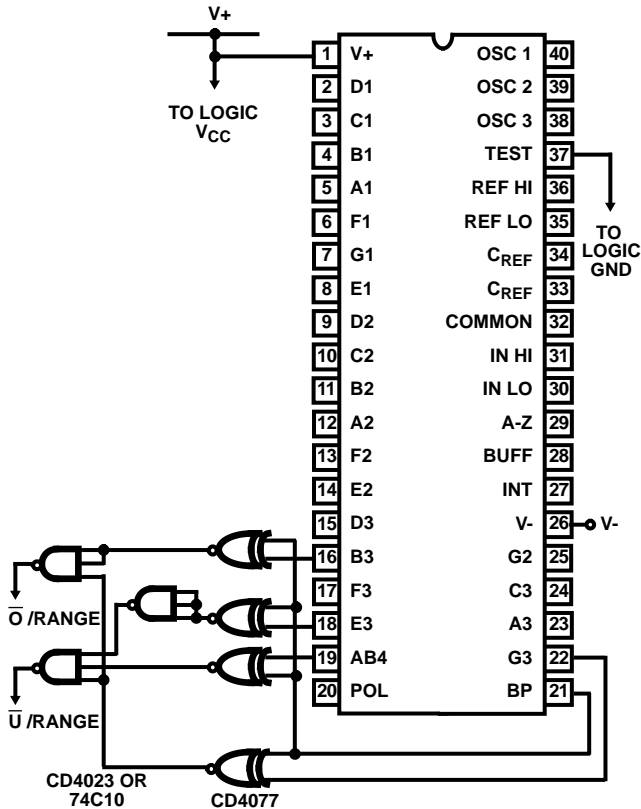 V+
1 V+ OSC 1 40
2 D1 OSC 2 39
TO LOGIC
VCC
3 C1 OSC 3 38
4 B1 TEST 37
5 A1 REF HI 36
6 F1 REF LO 35
TO
LOGIC
GND
7 G1 CREF 34
8 E1 CREF 33
9 D2 COMMON 32
10 C2 IN HI 31
11 B2 IN LO 30
12 A2 A-Z 29
13 F2 BUFF 28
14 E2 INT 27
15 D3 V- 26 V-
16 B3 G2 25
17 F3 C3 24
O̅ /RANGE
18 E3 A3 23
19 AB4 G3 22
20 POL BP 21
U̅ /RANGE
CD4023 OR
74C10
CD4077